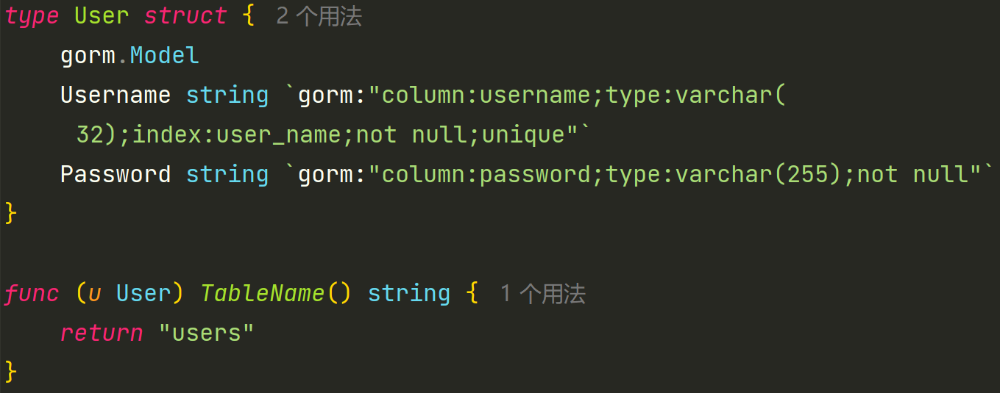 type User struct { 2 个用法
    gorm.Model
    Username string `gorm:"column:username;type:varchar(
     32);index:user_name;not null;unique"`
    Password string `gorm:"column:password;type:varchar(255);not null"`
}

func (u User) TableName() string { 1 个用法
    return "users"
}